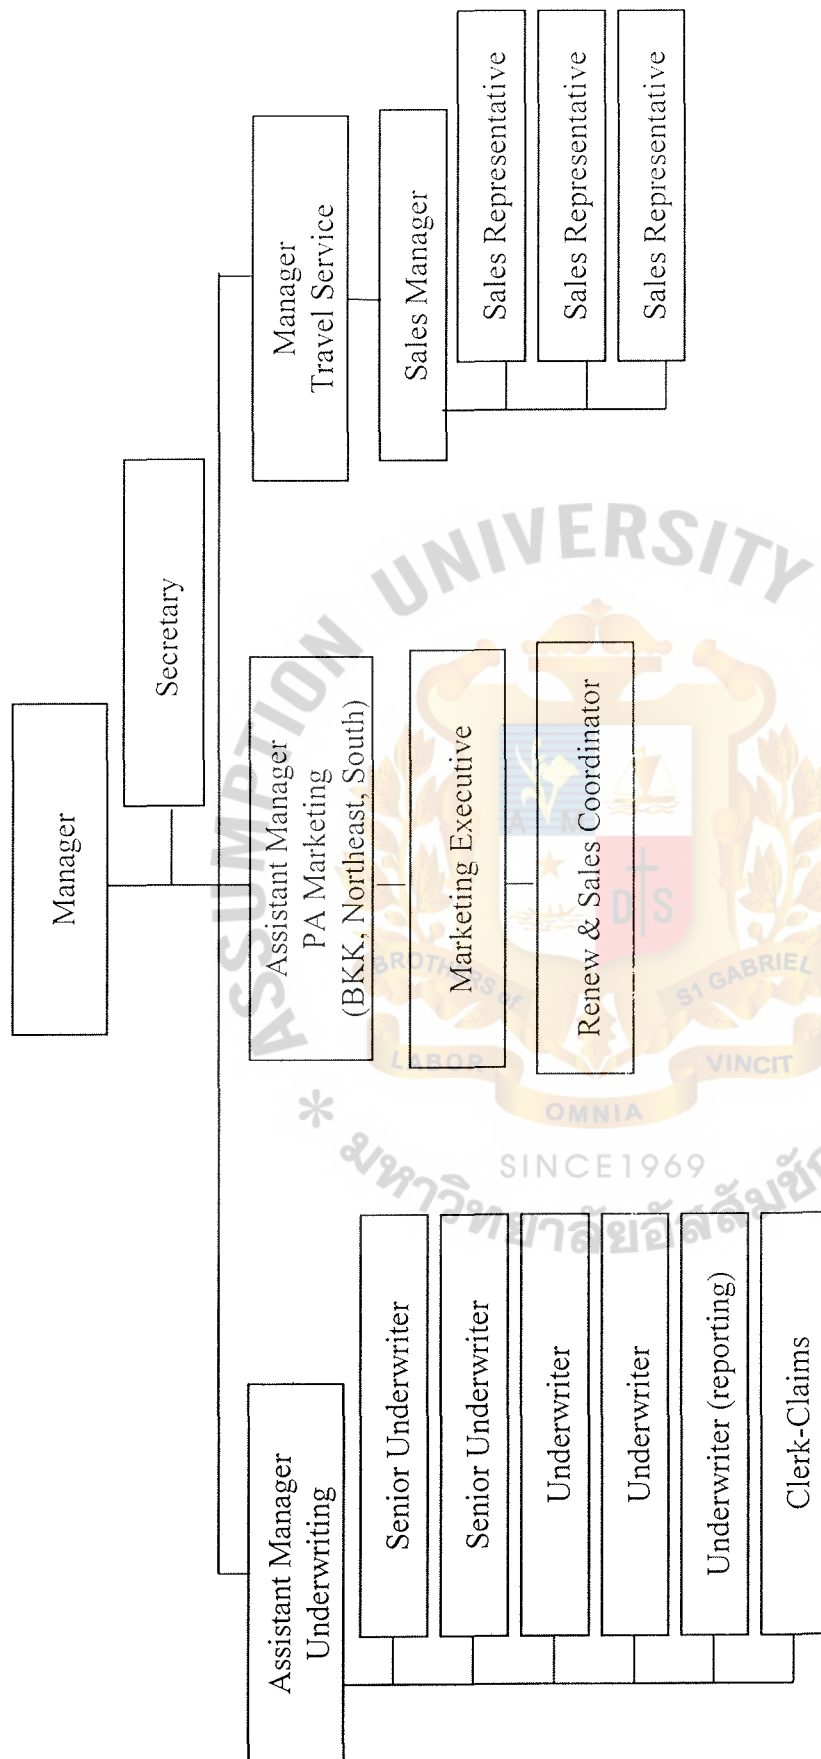 Manager
Secretary
Assistant Manager
Underwriting
Senior Underwriter
Senior Underwriter
Underwriter
Underwriter
Underwriter (reporting)
Clerk-Claims
Assistant Manager
PA Marketing
(BKK, Northeast, South)
Marketing Executive
Renew & Sales Coordinator
Manager
Travel Service
Sales Manager
Sales Representative
Sales Representative
Sales Representative
ASSUMPTION UNIVERSITY
A M
D S
BROTHERS of
S1 GABRIEL
LABOR
OMNIA
VINCIT
SINCE1969